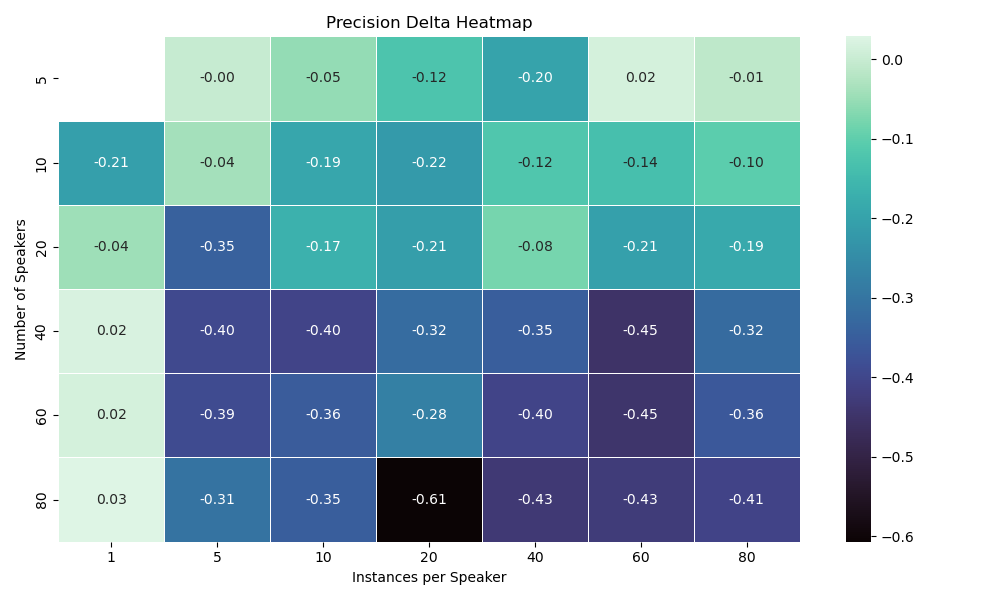 Precision Delta Heatmap
5 -0.00 -0.05 -0.12 -0.20 0.02 -0.01
10 -0.21 -0.04 -0.19 -0.22 -0.12 -0.14 -0.10
20 -0.04 -0.35 -0.17 -0.21 -0.08 -0.21 -0.19
40 0.02 -0.40 -0.40 -0.32 -0.35 -0.45 -0.32
60 0.02 -0.39 -0.36 -0.28 -0.40 -0.45 -0.36
80 0.03 -0.31 -0.35 -0.61 -0.43 -0.43 -0.41
1 5 10 20 40 60 80
Instances per Speaker
Number of Speakers
0.0
−0.1
−0.2
−0.3
−0.4
−0.5
−0.6